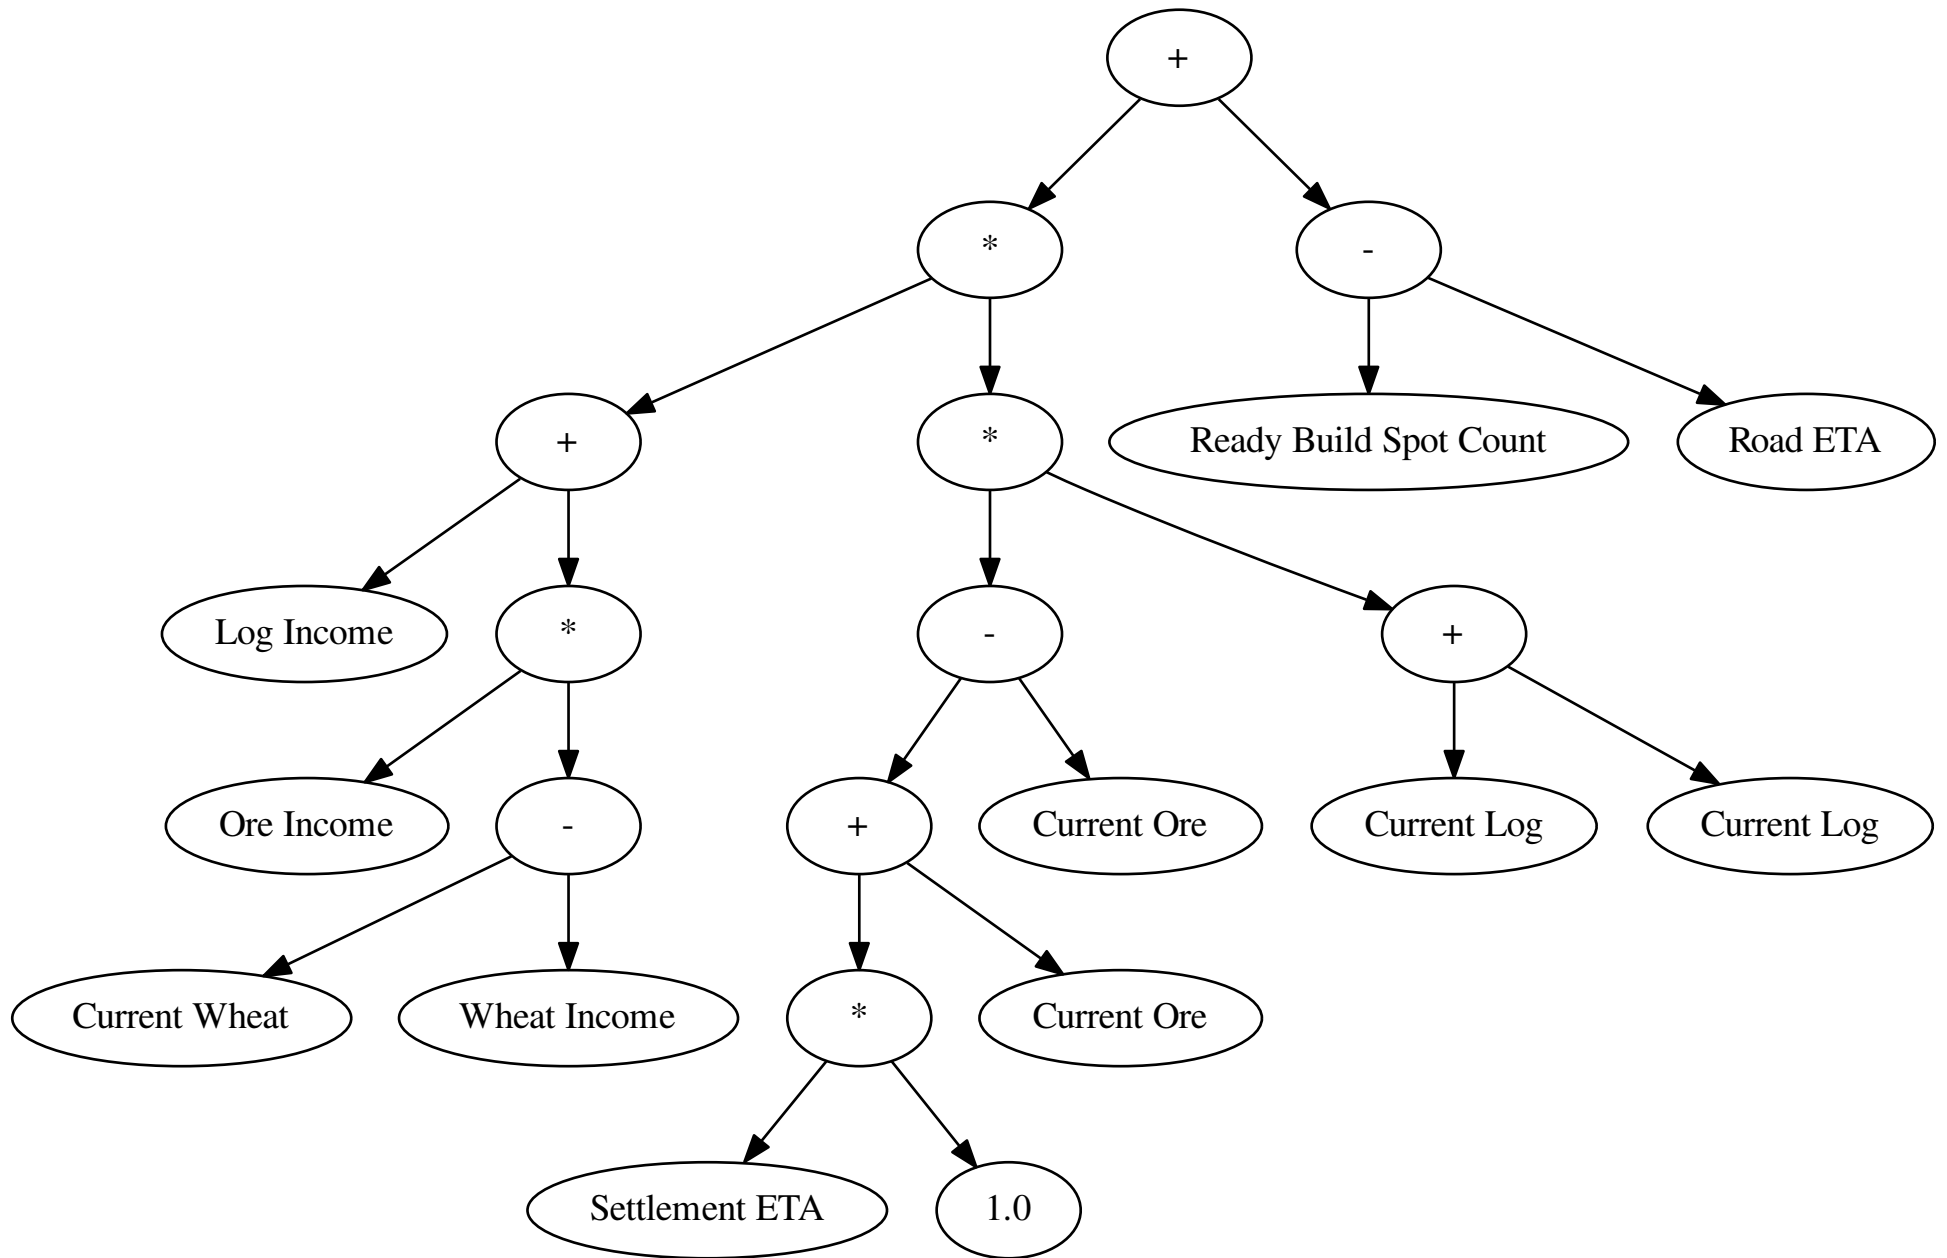 +
*
-
+
*
Ready Build Spot Count
Road ETA
Log Income
*
-
+
Ore Income
-
+
Current Ore
Current Log
Current Log
Current Wheat
Wheat Income
*
Current Ore
Settlement ETA
1.0